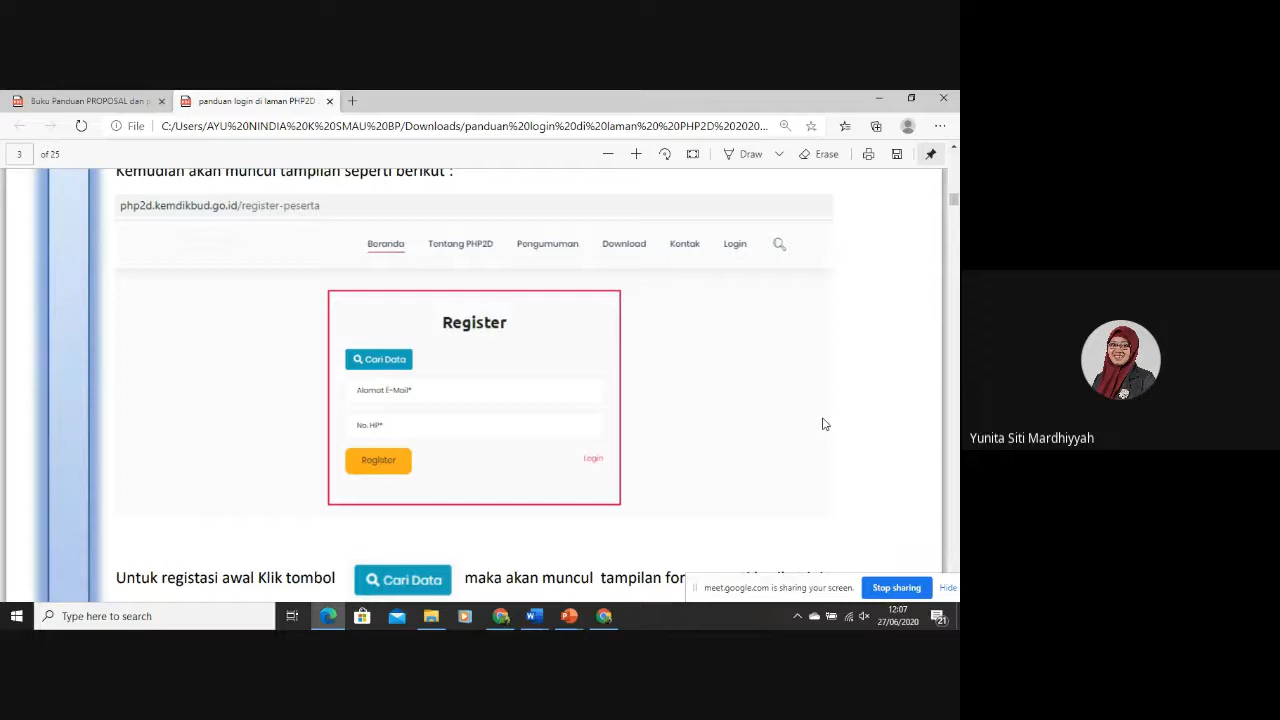 Buku Panduan PROPOSAL dan p
panduan login di laman PHP2D
File
C:/Users/AYU%20NINDIA%20K%20SMAU%20BP/Downloads/panduan%20login%20di%20laman%20%20PHP2D%202020...
3 of 25
Draw
Erase
Kemudian akan muncul tampilan seperti berikut :
php2d.kemdikbud.go.id/register-peserta
Beranda Tentang PHP2D Pengumuman Download Kontak Login
Register
Cari Data
Alamat E-Mail*
No. HP*
Register
Login
Untuk registasi awal Klik tombol Cari Data maka akan muncul tampilan for
meet.google.com is sharing your screen. Stop sharing Hide
Type here to search
12:07
27/06/2020
21
Yunita Siti Mardhiyyah